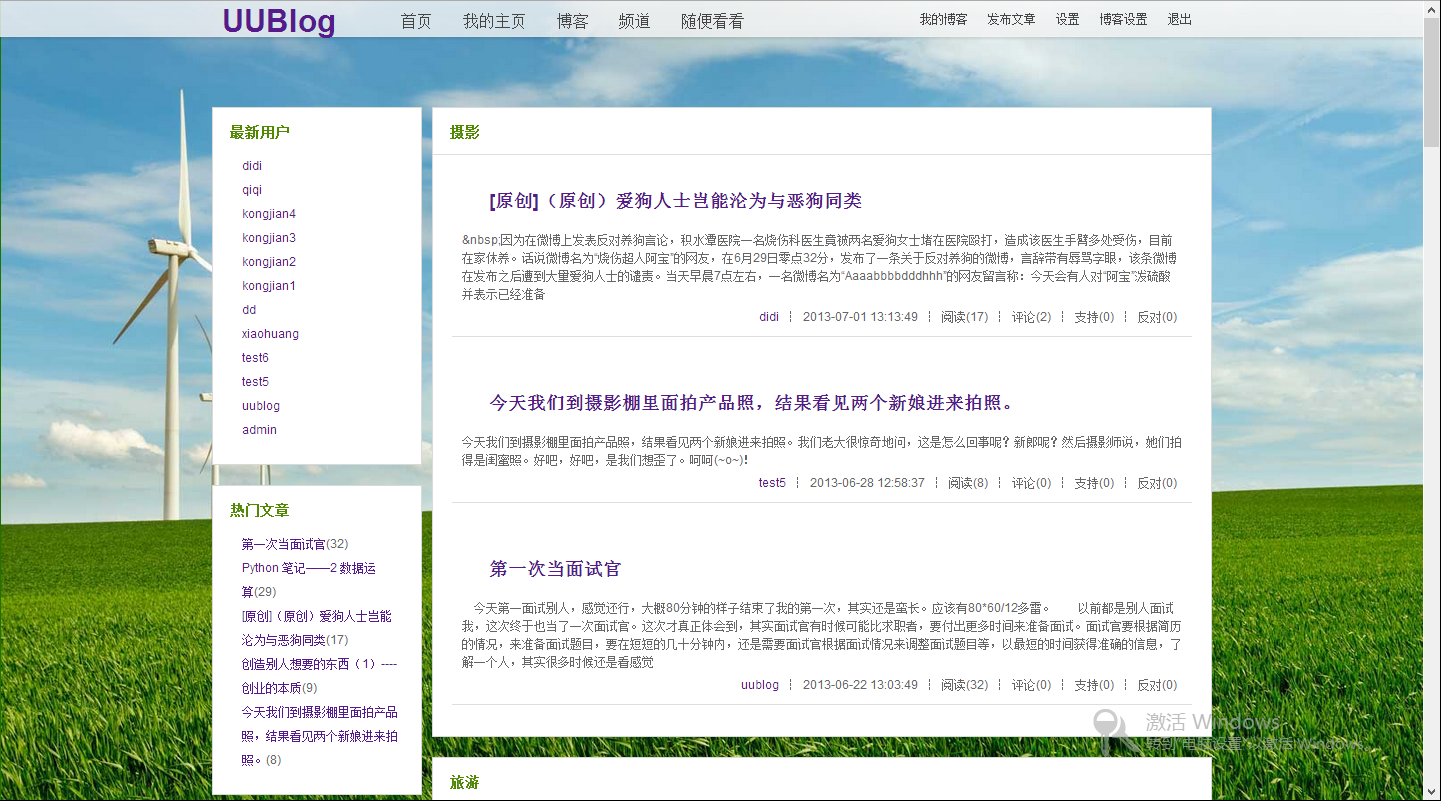 UUBlog 首页 我的主页 博客 频道 随便看看 我的博客 发布文章 设置 博客设置 退出
最新用户
didi
qiqi
kongjian4
kongjian3
kongjian2
kongjian1
dd
xiaohuang
test6
test5
uublog
admin
热门文章
第一次当面试官(32)
Python 笔记——2 数据运
算(29)
[原创]（原创）爱狗人士岂能
沦为与恶狗同类(17)
创造别人想要的东西（1）----
创业的本质(9)
今天我们到摄影棚里面拍产品
照，结果看见两个新娘进来拍
照。(8)
摄影
[原创]（原创）爱狗人士岂能沦为与恶狗同类
&nbsp;因为在微博上发表反对养狗言论，积水潭医院一名烧伤科医生竟被两名爱狗女士堵在医院殴打，造成该医生手臂多处受伤，目前
在家休养。话说微博名为“烧伤超人阿宝”的网友，在6月29日零点32分，发布了一条关于反对养狗的微博，言辞带有辱骂字眼，该条微博
在发布之后遭到大量爱狗人士的谴责。当天早晨7点左右，一名微博名为“Aaaabbbbdddhhh”的网友留言称：今天会有人对“阿宝”泼硫酸
并表示已经准备
didi ┆ 2013-07-01 13:13:49 ┆ 阅读(17) ┆ 评论(2) ┆ 支持(0) ┆ 反对(0)
今天我们到摄影棚里面拍产品照，结果看见两个新娘进来拍照。
今天我们到摄影棚里面拍产品照，结果看见两个新娘进来拍照。我们老大很惊奇地问，这是怎么回事呢？新郎呢？然后摄影师说，她们拍
得是闺蜜照。好吧，好吧，是我们想歪了。呵呵(~o~)！
test5 ┆ 2013-06-28 12:58:37 ┆ 阅读(8) ┆ 评论(0) ┆ 支持(0) ┆ 反对(0)
第一次当面试官
今天第一面试别人，感觉还行，大概80分钟的样子结束了我的第一次，其实还是蛮长。应该有80*60/12多雷。 以前都是别人面试
我，这次终于也当了一次面试官。这次才真正体会到，其实面试官有时候可能比求职者，要付出更多时间来准备面试。面试官要根据简历
的情况，来准备面试题目，要在短短的几十分钟内，还是需要面试官根据面试情况来调整面试题目等，以最短的时间获得准确的信息，了
解一个人，其实很多时候还是看感觉
uublog ┆ 2013-06-22 13:03:49 ┆ 阅读(32) ┆ 评论(0) ┆ 支持(0) ┆ 反对(0)
旅游
激活 Windows
转到“电脑设置”以激活 Windows。